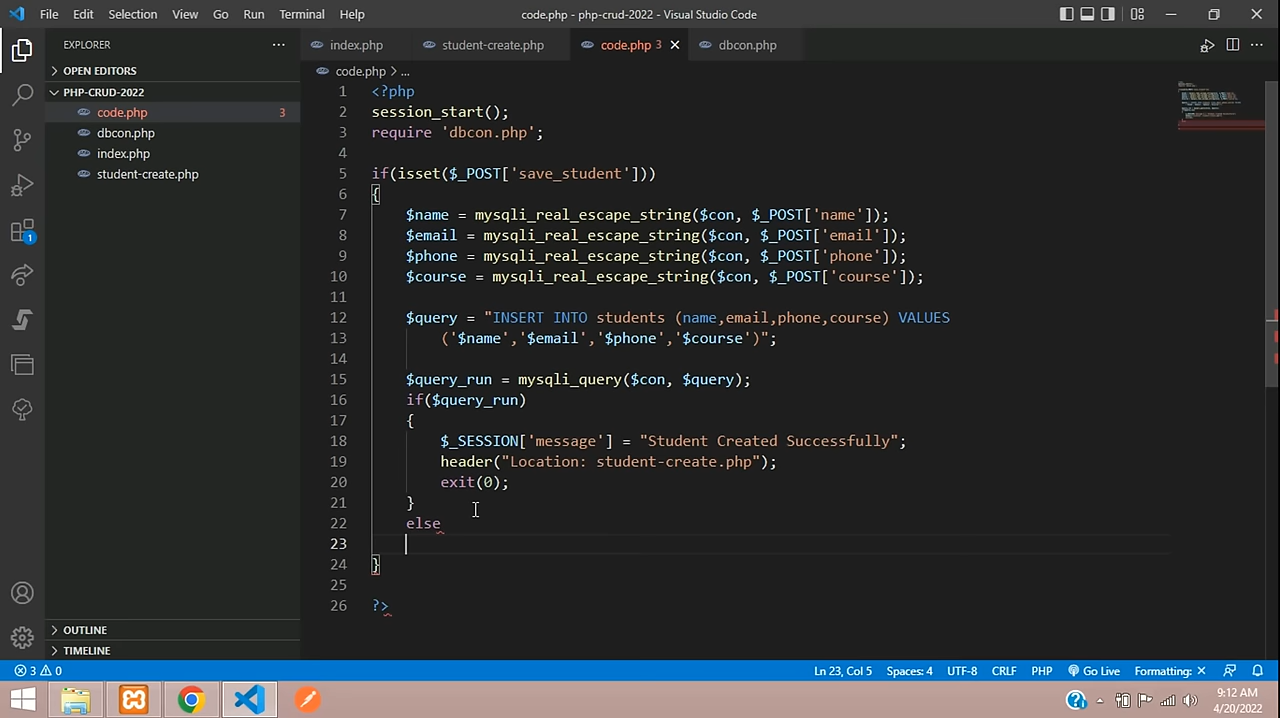 File Edit Selection View Go Run Terminal Help code.php - php-crud-2022 - Visual Studio Code
EXPLORER
index.php student-create.php code.php 3 dbcon.php
OPEN EDITORS
code.php > ...
PHP-CRUD-2022
code.php 3
dbcon.php
index.php
student-create.php
1 <?php
2 session_start();
3 require 'dbcon.php';
4
5 if(isset($_POST['save_student']))
6 {
7 $name = mysqli_real_escape_string($con, $_POST['name']);
8 $email = mysqli_real_escape_string($con, $_POST['email']);
9 $phone = mysqli_real_escape_string($con, $_POST['phone']);
10 $course = mysqli_real_escape_string($con, $_POST['course']);
11
12 $query = "INSERT INTO students (name,email,phone,course) VALUES
13 ('$name','$email','$phone','$course')";
14
15 $query_run = mysqli_query($con, $query);
16 if($query_run)
17 {
18 $_SESSION['message'] = "Student Created Successfully";
19 header("Location: student-create.php");
20 exit(0);
21 }
22 else
23
24 }
25
26 ?>
1
OUTLINE
TIMELINE
3 0 Ln 23, Col 5 Spaces: 4 UTF-8 CRLF PHP Go Live Formatting: ×
9:12 AM
4/20/2022